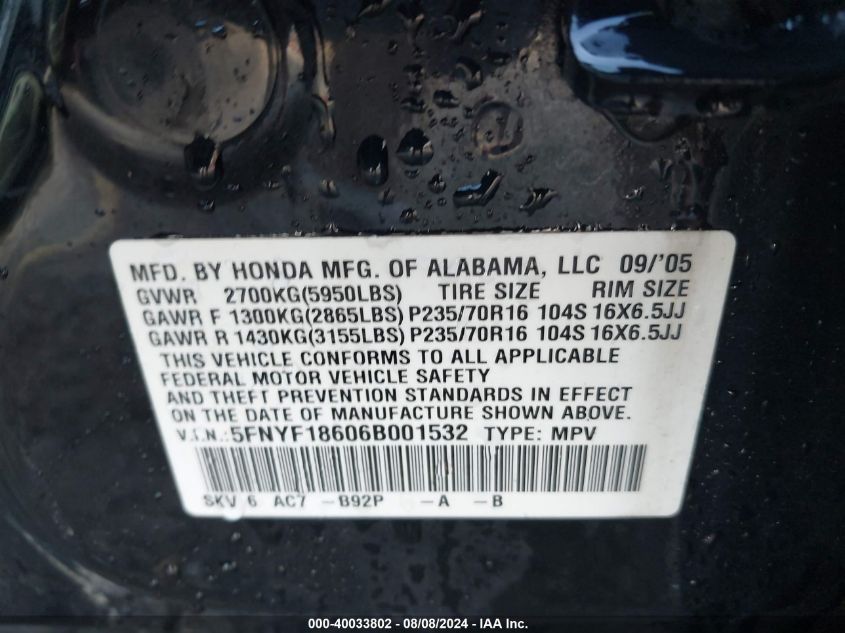 MFD. BY HONDA MFG. OF ALABAMA, LLC 09/'05
GVWR 2700KG(5950LBS) TIRE SIZE RIM SIZE
GAWR F 1300KG(2865LBS) P235/70R16 104S 16X6.5JJ
GAWR R 1430KG(3155LBS) P235/70R16 104S 16X6.5JJ
THIS VEHICLE CONFORMS TO ALL APPLICABLE
FEDERAL MOTOR VEHICLE SAFETY
AND THEFT PREVENTION STANDARDS IN EFFECT
ON THE DATE OF MANUFACTURE SHOWN ABOVE.
V.I.N.: 5FNYF18606B001532 TYPE: MPV
SKV 6 AC7 -B92P -A -B
000-40033802 - 08/08/2024 - IAAI.COM